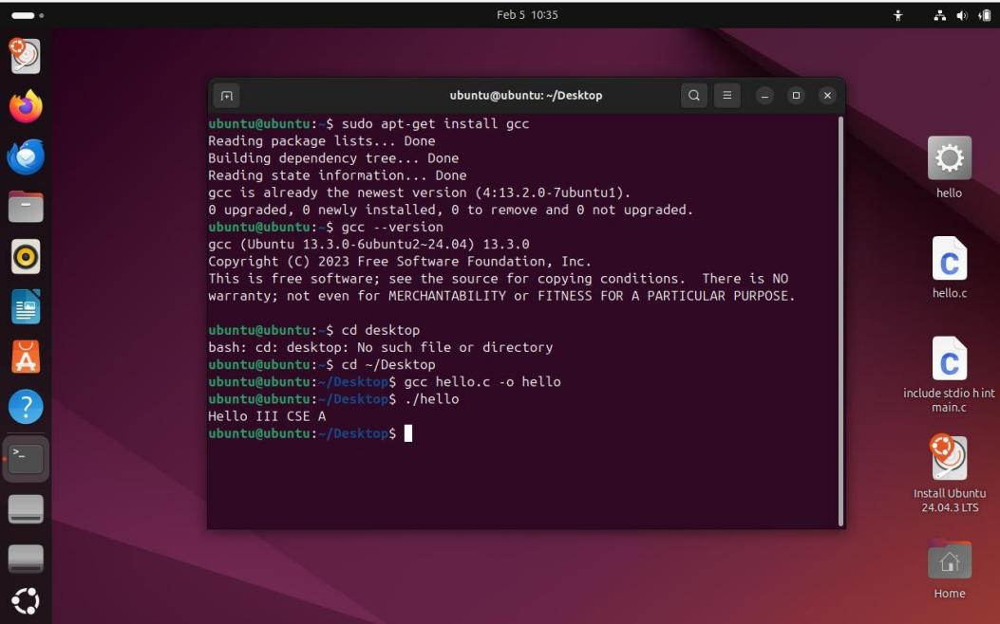 Feb 5 10:35
ubuntu@ubuntu: ~/Desktop
ubuntu@ubuntu:~$ sudo apt-get install gcc
Reading package lists... Done
Building dependency tree... Done
Reading state information... Done
gcc is already the newest version (4:13.2.0-7ubuntu1).
0 upgraded, 0 newly installed, 0 to remove and 0 not upgraded.
ubuntu@ubuntu:~$ gcc --version
gcc (Ubuntu 13.3.0-6ubuntu2~24.04) 13.3.0
Copyright (C) 2023 Free Software Foundation, Inc.
This is free software; see the source for copying conditions.  There is NO
warranty; not even for MERCHANTABILITY or FITNESS FOR A PARTICULAR PURPOSE.
ubuntu@ubuntu:~$ cd desktop
bash: cd: desktop: No such file or directory
ubuntu@ubuntu:~$ cd ~/Desktop
ubuntu@ubuntu:~/Desktop$ gcc hello.c -o hello
ubuntu@ubuntu:~/Desktop$ ./hello
Hello III CSE A
ubuntu@ubuntu:~/Desktop$
hello
hello.c
include stdio h int
main.c
Install Ubuntu
24.04.3 LTS
Home